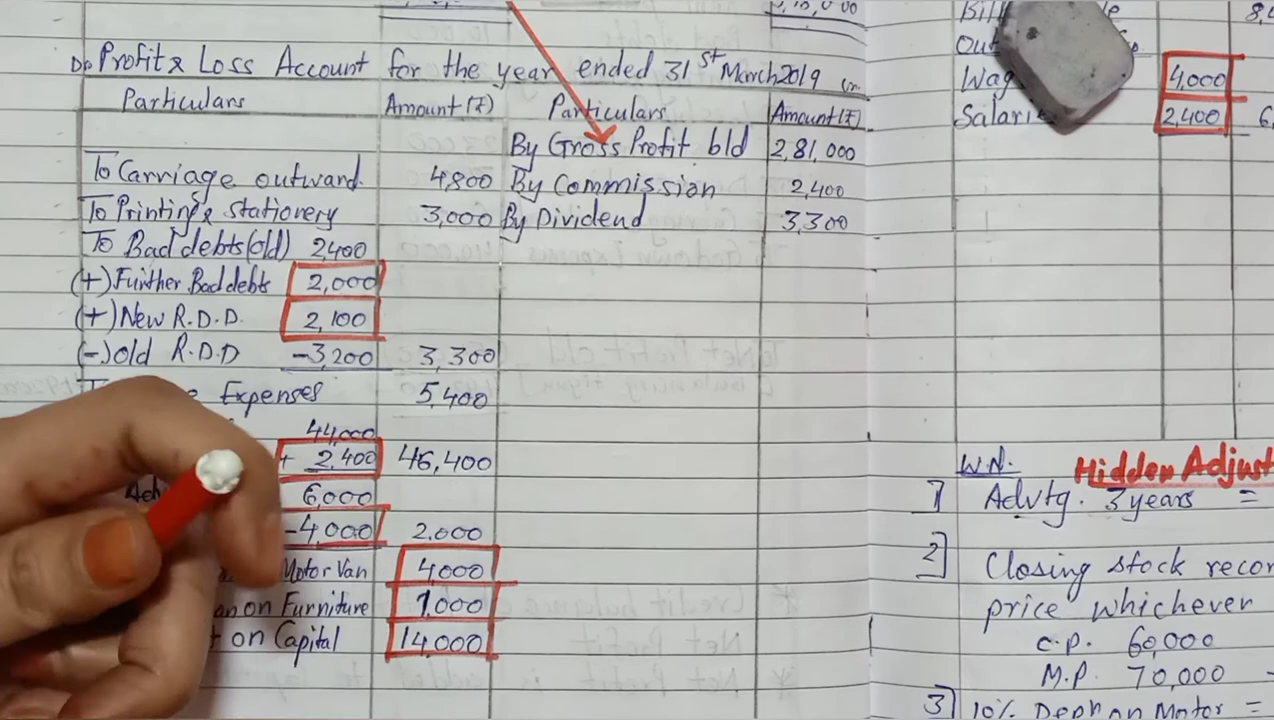 Dr Profit & Loss Account for the year ended 31st March 2019
Particulars Amount (₹) Particulars Amount (₹)
By Gross Profit b/d 2,81,000
To Carriage outward. 4,800 By Commission 2,400
To Printing & Stationery 3,000 By Dividend 3,300
To Bad debts (old) 2,400
(+) Further Bad debts 2,000
(+) New R.D.D. 2,100
(-) Old R.D.D -3,200 3,300
Expenses 5,400
44,000
+ 2,400 46,400
6,000
-4,000 2,000
Motor Van 4000
on Furniture 1,000
on Capital 14,000
Wag 4,000
Salari 2,400 6,
W.N. Hidden Adjust
1] Advtg. 3 years =
2] Closing stock recor
price whichever
C.P. 60,000
M.P. 70,000 -
3] 10% Dep on Motor =